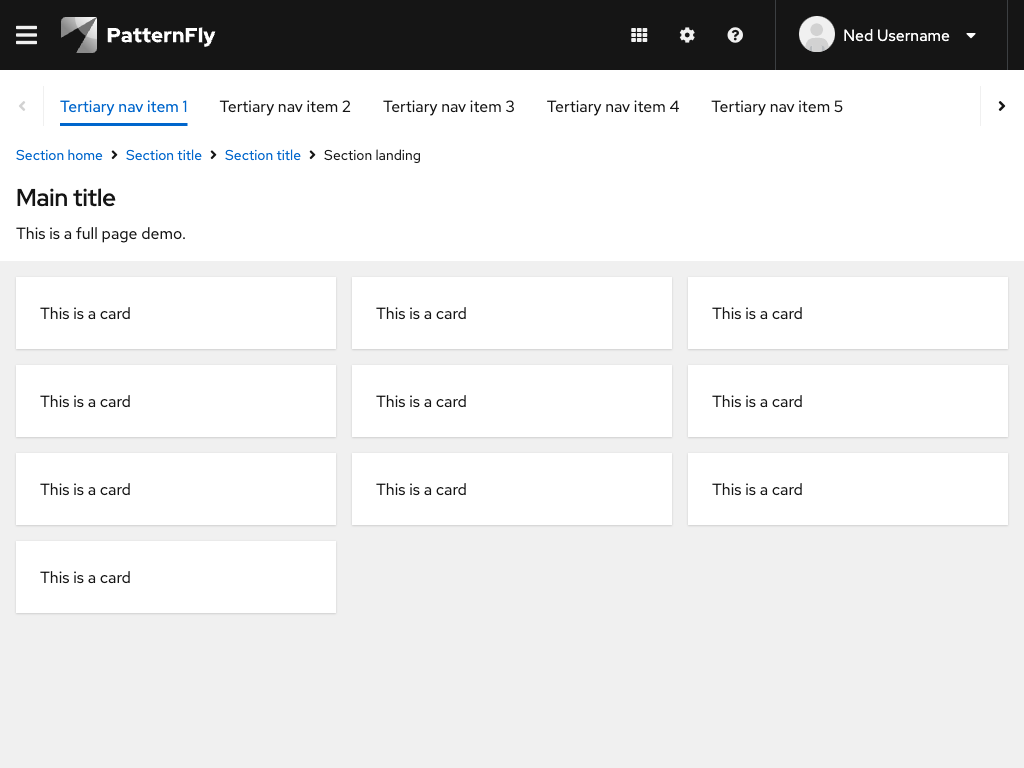 PatternFly
Ned Username
Tertiary nav item 1 Tertiary nav item 2 Tertiary nav item 3 Tertiary nav item 4 Tertiary nav item 5
Section home Section title Section title Section landing
Main title
This is a full page demo.
This is a card This is a card This is a card
This is a card This is a card This is a card
This is a card This is a card This is a card
This is a card